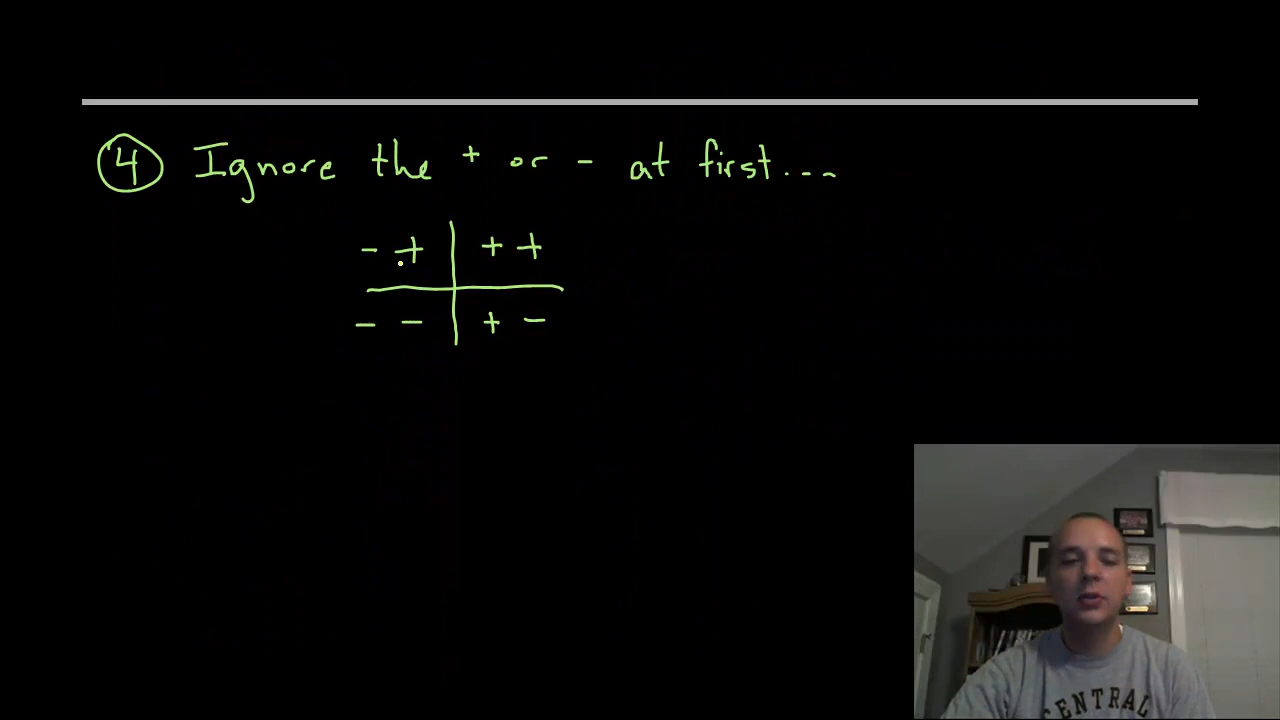 ④ Ignore the + or - at first...
- + | + +
- - | + -
CENTRAL